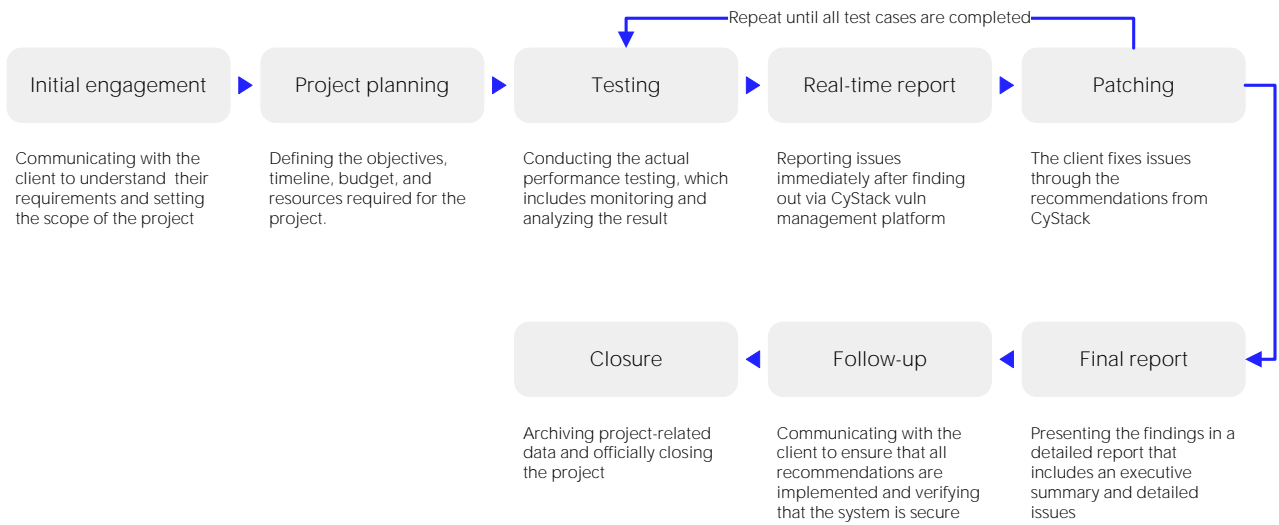 Repeat until all test cases are completed
Initial engagement
Project planning
Testing
Real-time report
Patching
Communicating with the
client to understand their
requirements and setting
the scope of the project
Defining the objectives,
timeline, budget, and
resources required for the
project.
Conducting the actual
performance testing, which
includes monitoring and
analyzing the result
Reporting issues
immediately after finding
out via CyStack vuln
management platform
The client fixes issues
through the
recommendations from
CyStack
Closure
Follow-up
Final report
Archiving project-related
data and officially closing
the project
Communicating with the
client to ensure that all
recommendations are
implemented and verifying
that the system is secure
Presenting the findings in a
detailed report that
includes an executive
summary and detailed
issues